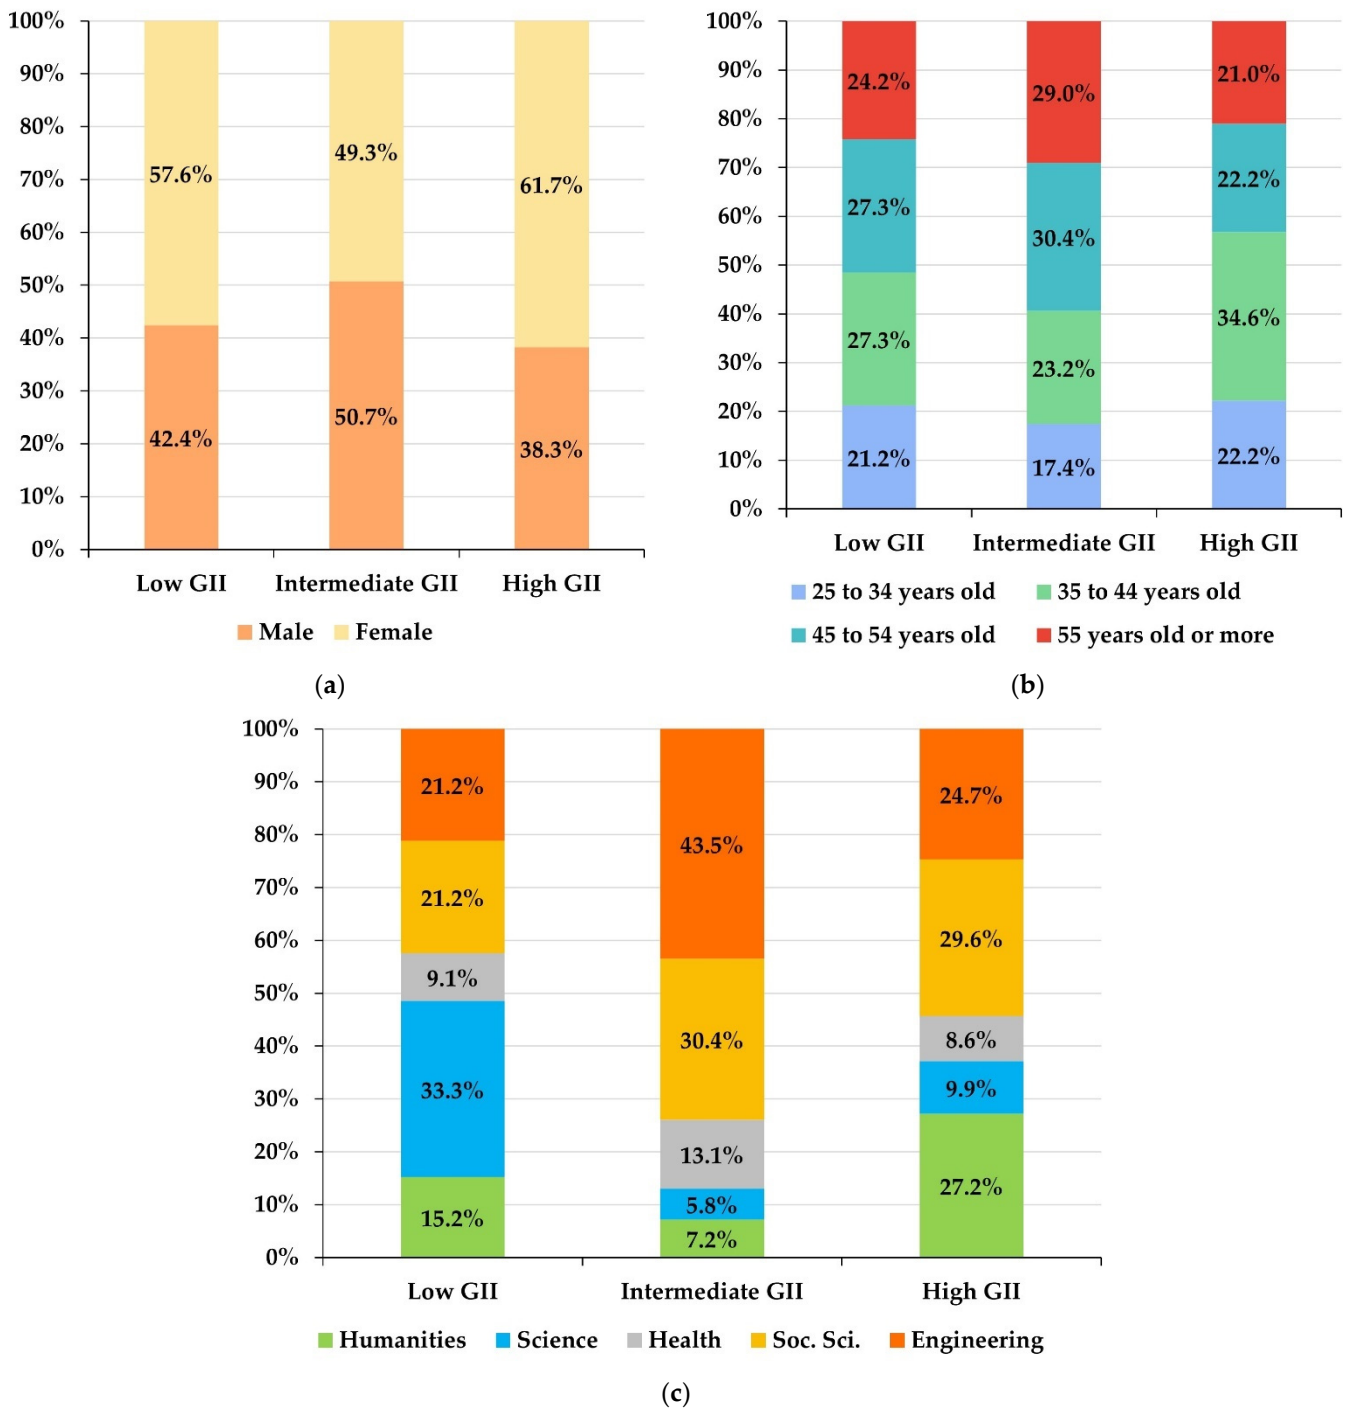 100%
90%
80%
70%
60%
50%
40%
30%
20%
10%
0%
57.6%
49.3%
61.7%
42.4%
50.7%
38.3%
Low GII Intermediate GII High GII
Male Female
(a)
100%
90%
80%
70%
60%
50%
40%
30%
20%
10%
0%
24.2% 29.0% 21.0%
27.3% 30.4% 22.2%
27.3% 23.2% 34.6%
21.2% 17.4% 22.2%
Low GII Intermediate GII High GII
25 to 34 years old 35 to 44 years old
45 to 54 years old 55 years old or more
(b)
100%
90%
80%
70%
60%
50%
40%
30%
20%
10%
0%
21.2% 43.5% 24.7%
21.2% 30.4% 29.6%
9.1% 13.1% 8.6%
33.3% 5.8% 9.9%
15.2% 7.2% 27.2%
Low GII Intermediate GII High GII
Humanities Science Health Soc. Sci. Engineering
(c)